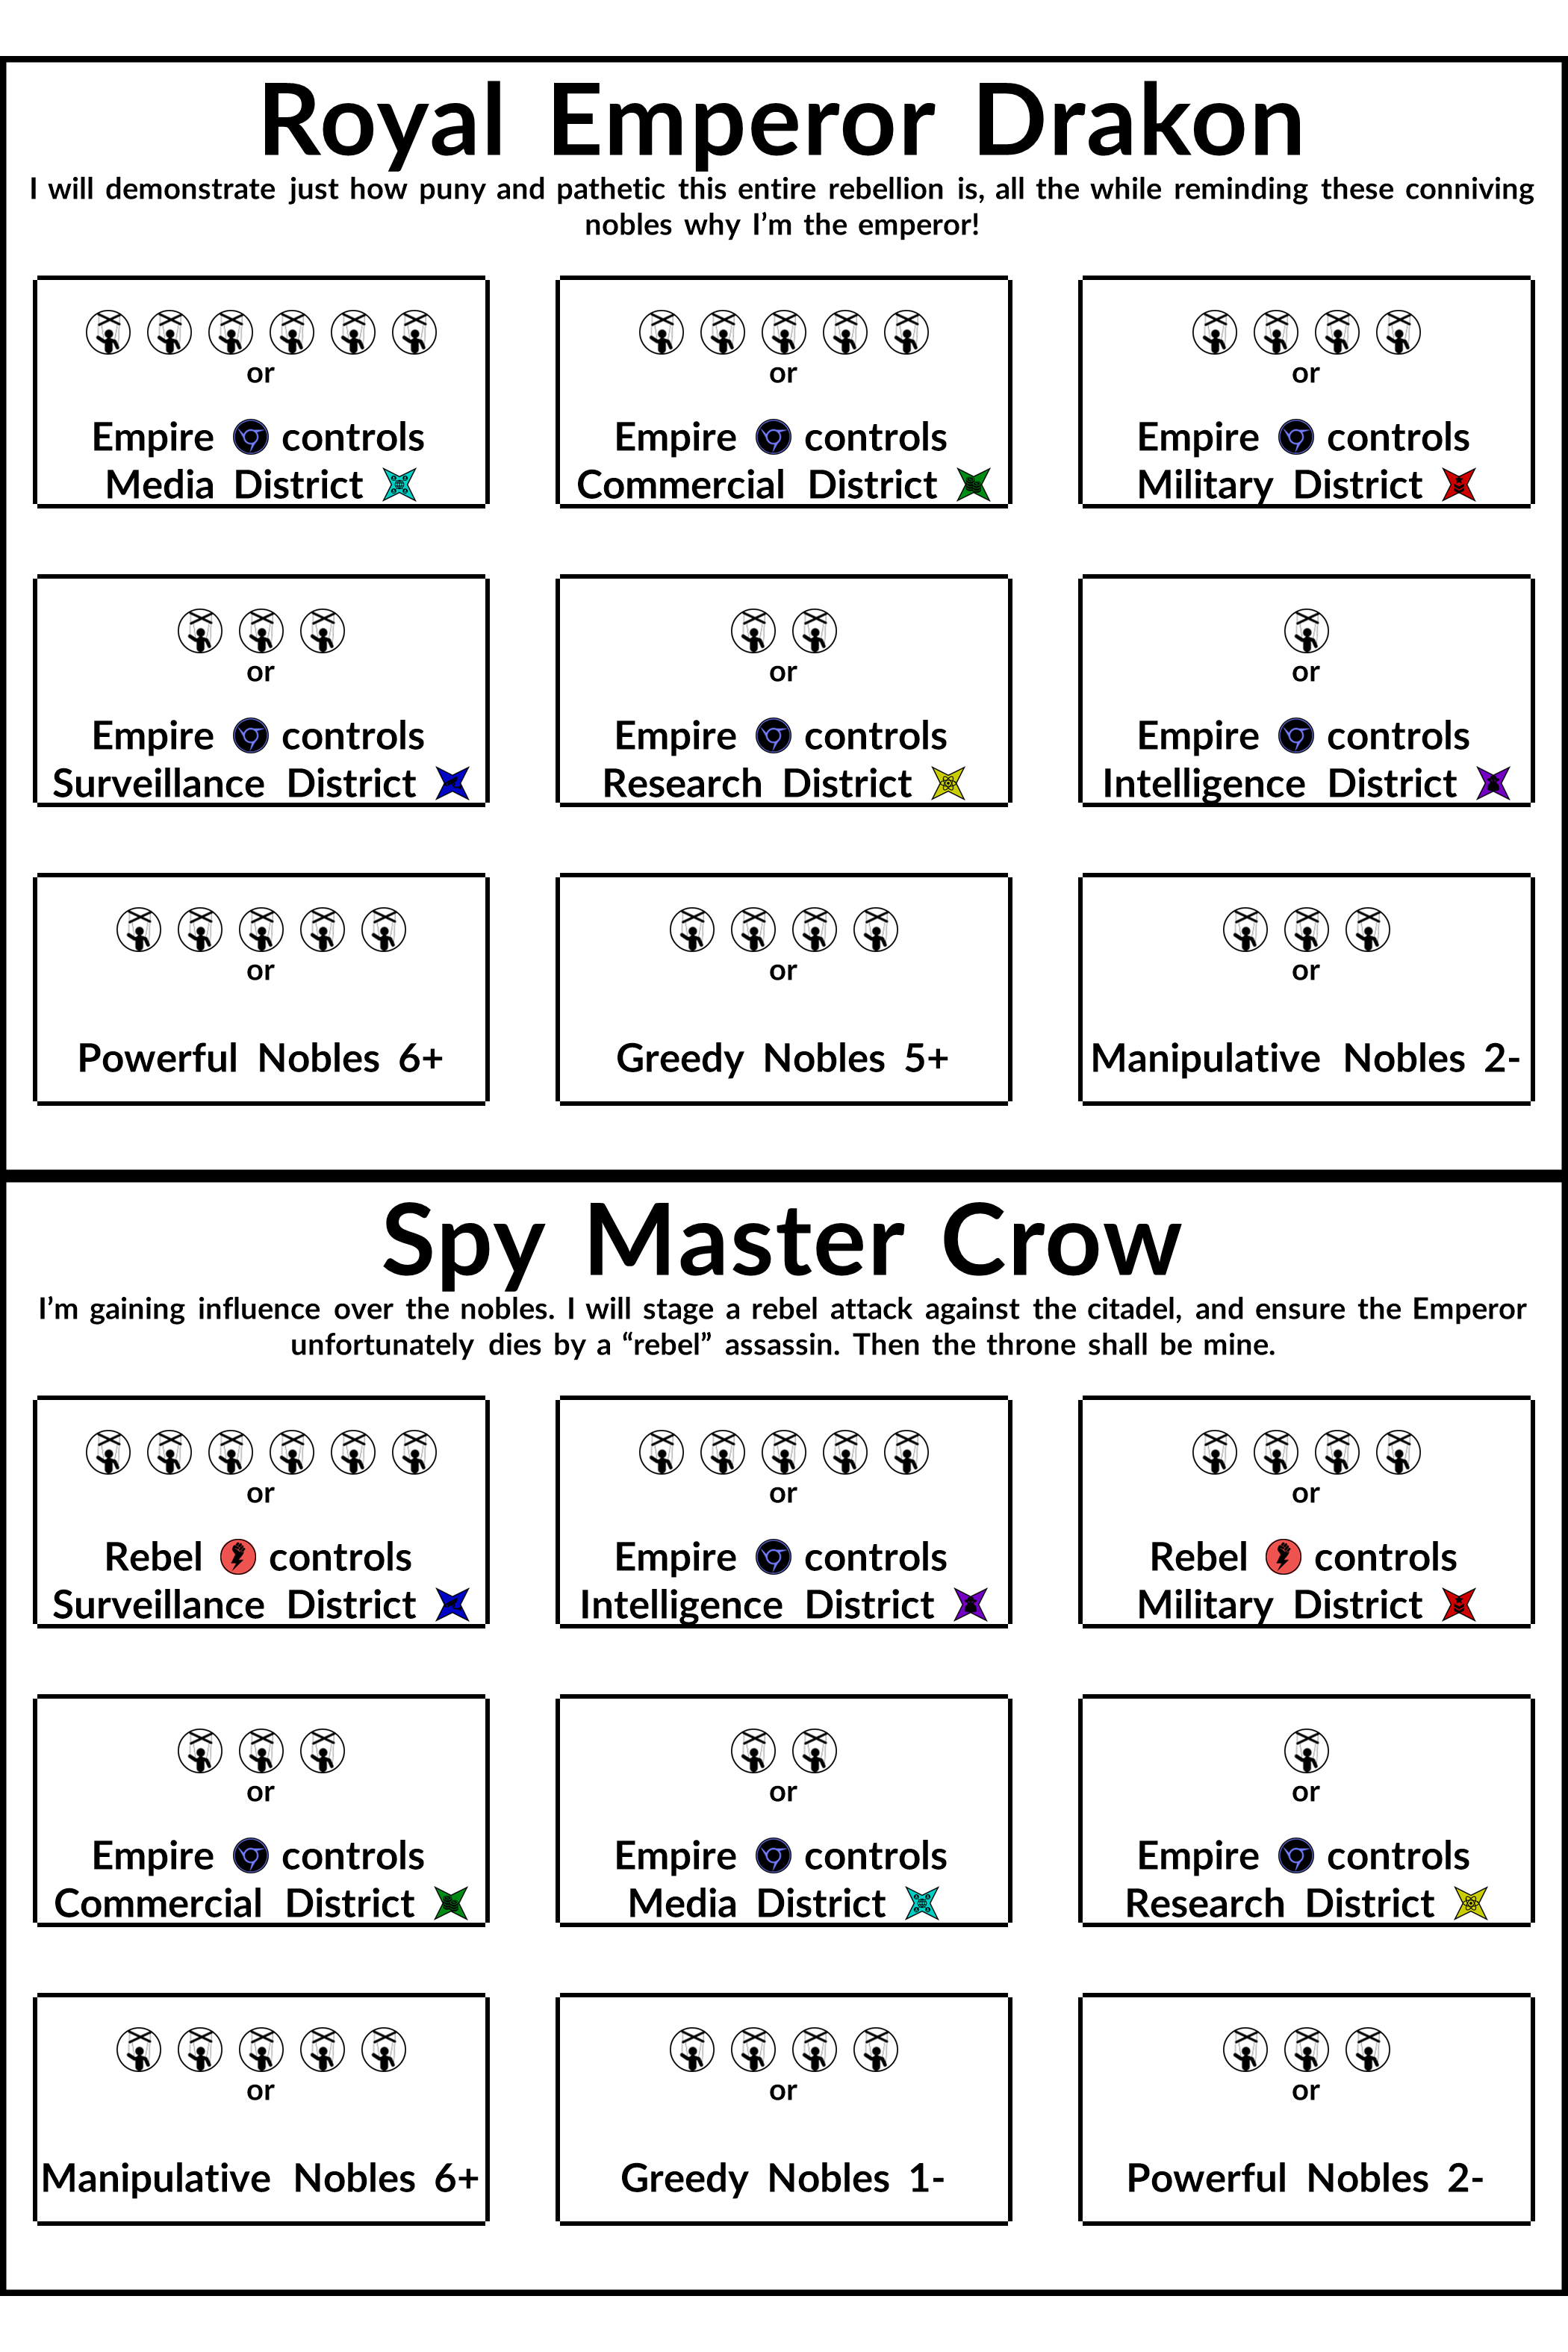 Royal Emperor Drakon
I will demonstrate just how puny and pathetic this entire rebellion is, all the while reminding these conniving
nobles why I’m the emperor!
or
Empire controls
Media District
or
Empire controls
Commercial District
or
Empire controls
Military District
or
Empire controls
Surveillance District
or
Empire controls
Research District
or
Empire controls
Intelligence District
or
Powerful Nobles 6+
or
Greedy Nobles 5+
or
Manipulative Nobles 2-
Spy Master Crow
I’m gaining influence over the nobles. I will stage a rebel attack against the citadel, and ensure the Emperor
unfortunately dies by a “rebel” assassin. Then the throne shall be mine.
or
Rebel controls
Surveillance District
or
Empire controls
Intelligence District
or
Rebel controls
Military District
or
Empire controls
Commercial District
or
Empire controls
Media District
or
Empire controls
Research District
or
Manipulative Nobles 6+
or
Greedy Nobles 1-
or
Powerful Nobles 2-